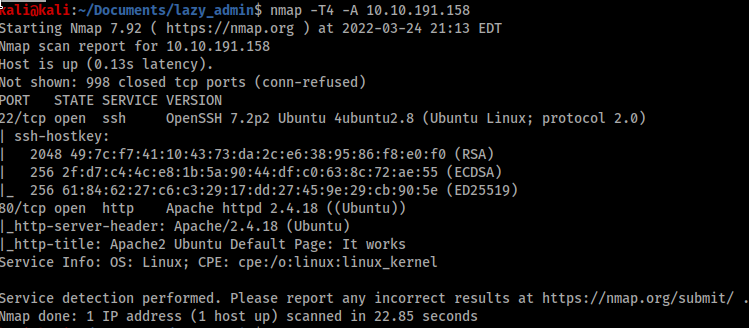 kali@kali:~/Documents/lazy_admin$ nmap -T4 -A 10.10.191.158
Starting Nmap 7.92 ( https://nmap.org ) at 2022-03-24 21:13 EDT
Nmap scan report for 10.10.191.158
Host is up (0.13s latency).
Not shown: 998 closed tcp ports (conn-refused)
PORT   STATE SERVICE VERSION
22/tcp open  ssh     OpenSSH 7.2p2 Ubuntu 4ubuntu2.8 (Ubuntu Linux; protocol 2.0)
| ssh-hostkey:
|   2048 49:7c:f7:41:10:43:73:da:2c:e6:38:95:86:f8:e0:f0 (RSA)
|   256 2f:d7:c4:4c:e8:1b:5a:90:44:df:c0:63:8c:72:ae:55 (ECDSA)
|_  256 61:84:62:27:c6:c3:29:17:dd:27:45:9e:29:cb:90:5e (ED25519)
80/tcp open  http    Apache httpd 2.4.18 ((Ubuntu))
|_http-server-header: Apache/2.4.18 (Ubuntu)
|_http-title: Apache2 Ubuntu Default Page: It works
Service Info: OS: Linux; CPE: cpe:/o:linux:linux_kernel

Service detection performed. Please report any incorrect results at https://nmap.org/submit/ .
Nmap done: 1 IP address (1 host up) scanned in 22.85 seconds